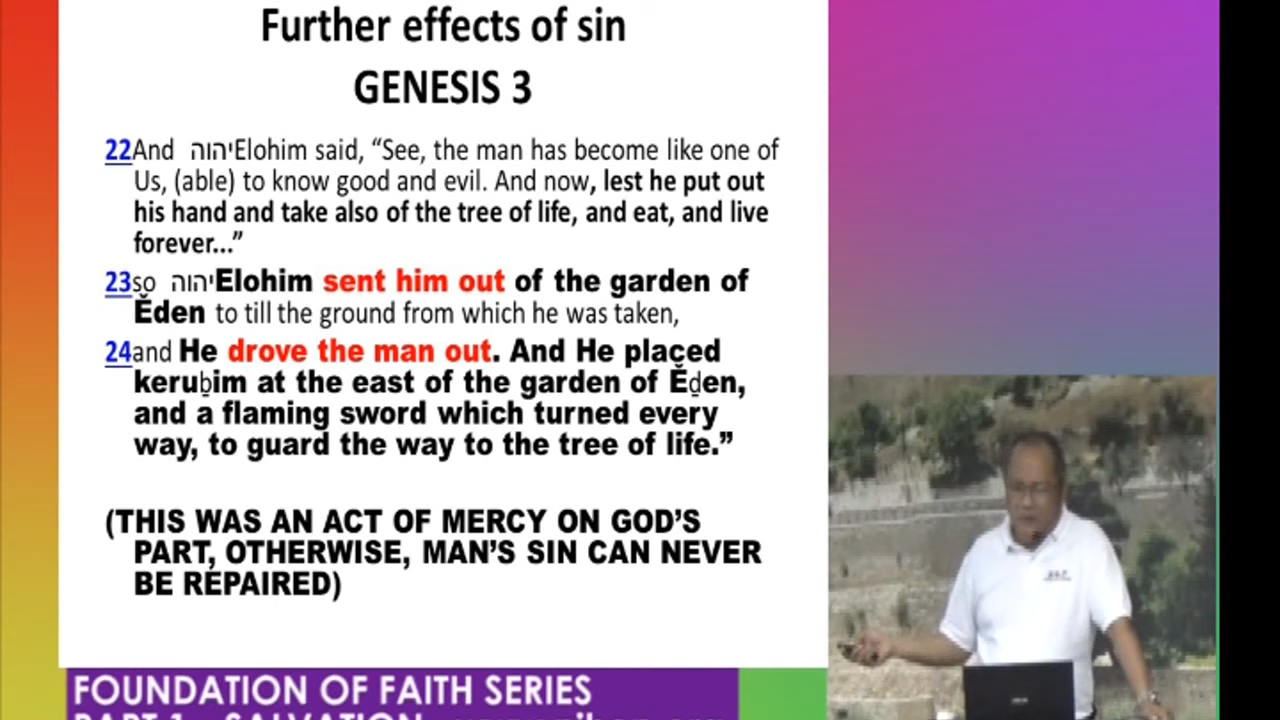 Further effects of sin
GENESIS 3
22And יהוה Elohim said, “See, the man has become like one of
Us, (able) to know good and evil. And now, lest he put out
his hand and take also of the tree of life, and eat, and live
forever...”
23so יהוה Elohim sent him out of the garden of
Ěden to till the ground from which he was taken,
24and He drove the man out. And He placed
keruḇim at the east of the garden of Ěḏen,
and a flaming sword which turned every
way, to guard the way to the tree of life.”
(THIS WAS AN ACT OF MERCY ON GOD’S
PART, OTHERWISE, MAN’S SIN CAN NEVER
BE REPAIRED)
FOUNDATION OF FAITH SERIES
PART 1 - SALVATION